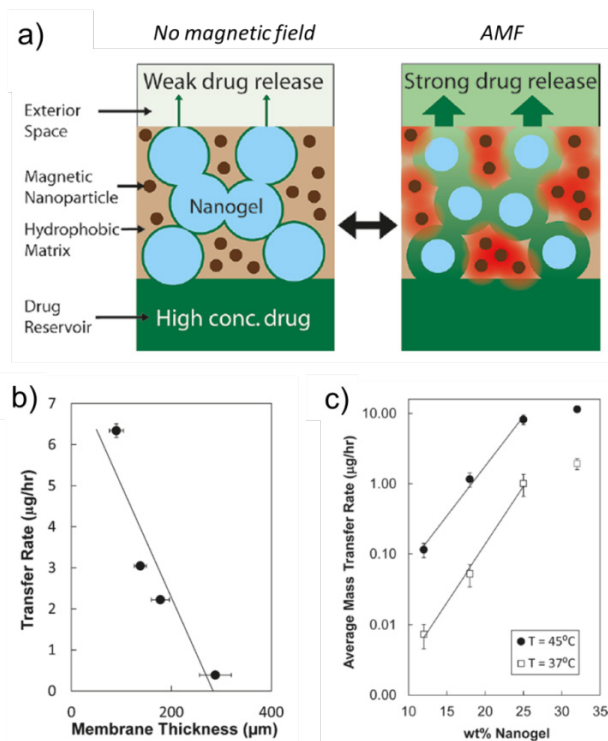 a)
No magnetic field
AMF
Weak drug release
Strong drug release
Exterior
Space
Magnetic
Nanoparticle
Nanogel
Hydrophobic
Matrix
Drug
Reservoir
High conc. drug
b)
7
6
5
4
3
2
1
0
0
200
400
Transfer Rate (µg/hr)
Membrane Thickness (µm)
c)
10.00
1.00
0.10
0.01
0.00
10
15
20
25
30
35
Average Mass Transfer Rate (µg/hr)
wt% Nanogel
T = 45°C
T = 37°C